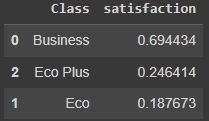 Class satisfaction
0 Business 0.694434
2 Eco Plus 0.246414
1 Eco 0.187673